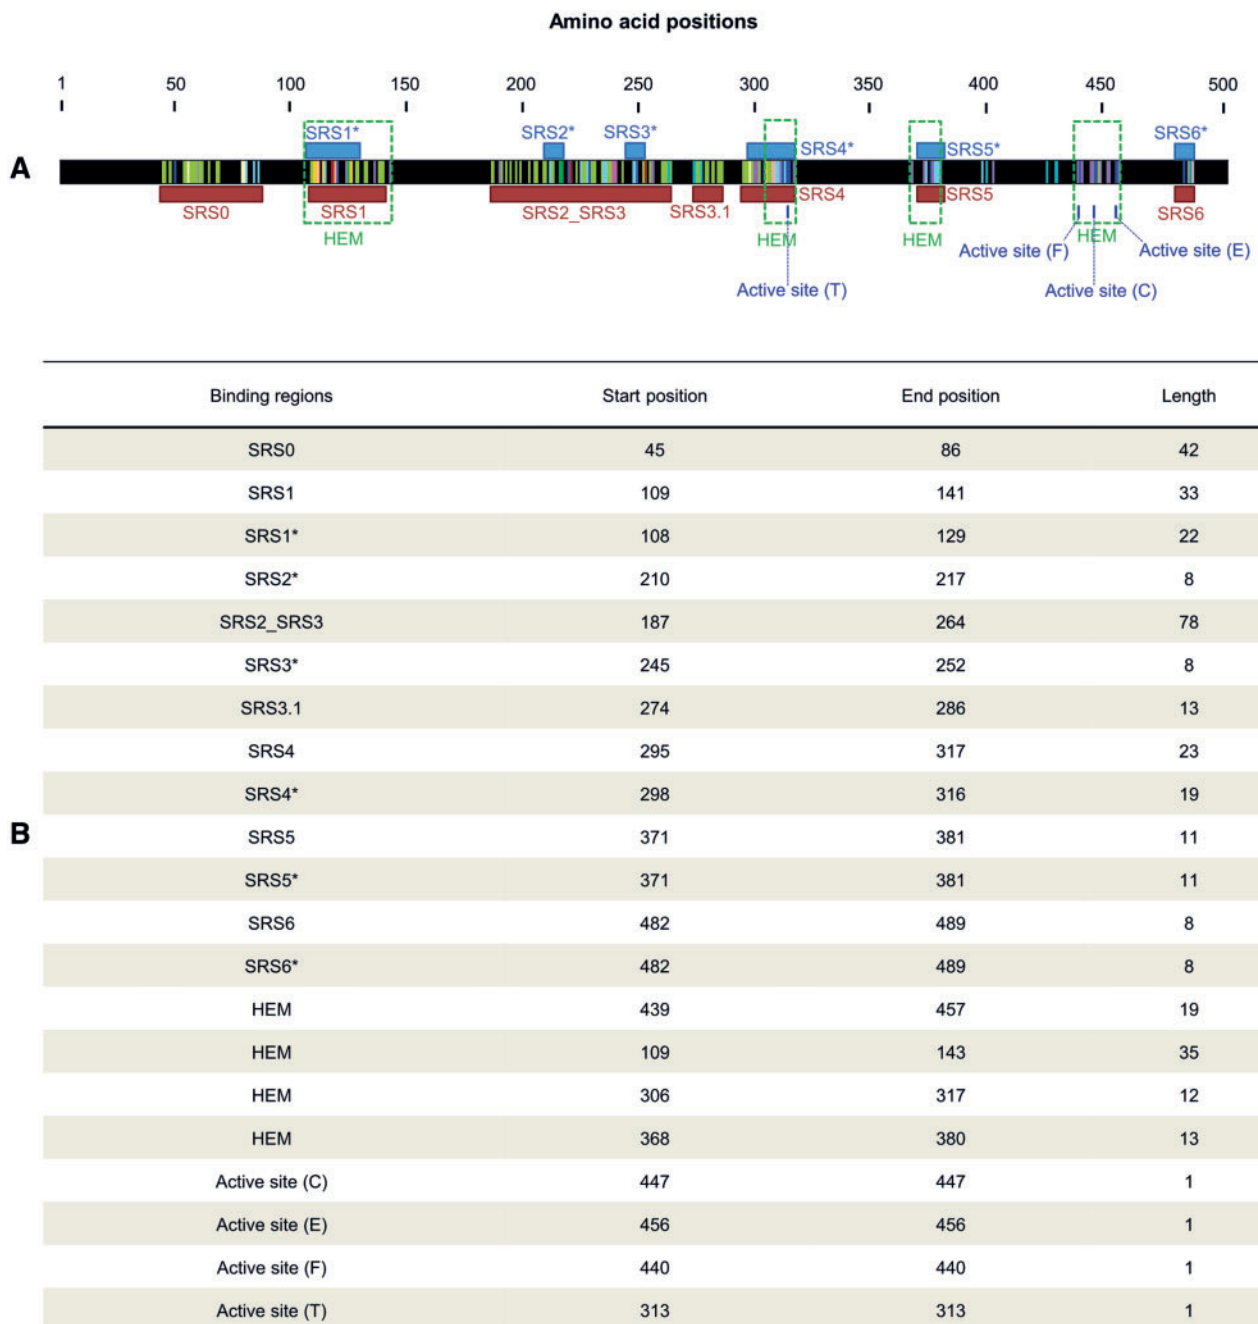 Amino acid positions
1 50 100 150 200 250 300 350 400 450 500
SRS1* SRS2* SRS3* SRS6*
A SRS4* SRS5*
SRS0 SRS1 SRS2_SRS3 SRS3.1 SRS4 SRS5 SRS6
HEM HEM HEM HEM
Active site (F) Active site (E)
Active site (T) Active site (C)
B
Binding regions Start position End position Length
SRS0 45 86 42
SRS1 109 141 33
SRS1* 108 129 22
SRS2* 210 217 8
SRS2_SRS3 187 264 78
SRS3* 245 252 8
SRS3.1 274 286 13
SRS4 295 317 23
SRS4* 298 316 19
SRS5 371 381 11
SRS5* 371 381 11
SRS6 482 489 8
SRS6* 482 489 8
HEM 439 457 19
HEM 109 143 35
HEM 306 317 12
HEM 368 380 13
Active site (C) 447 447 1
Active site (E) 456 456 1
Active site (F) 440 440 1
Active site (T) 313 313 1